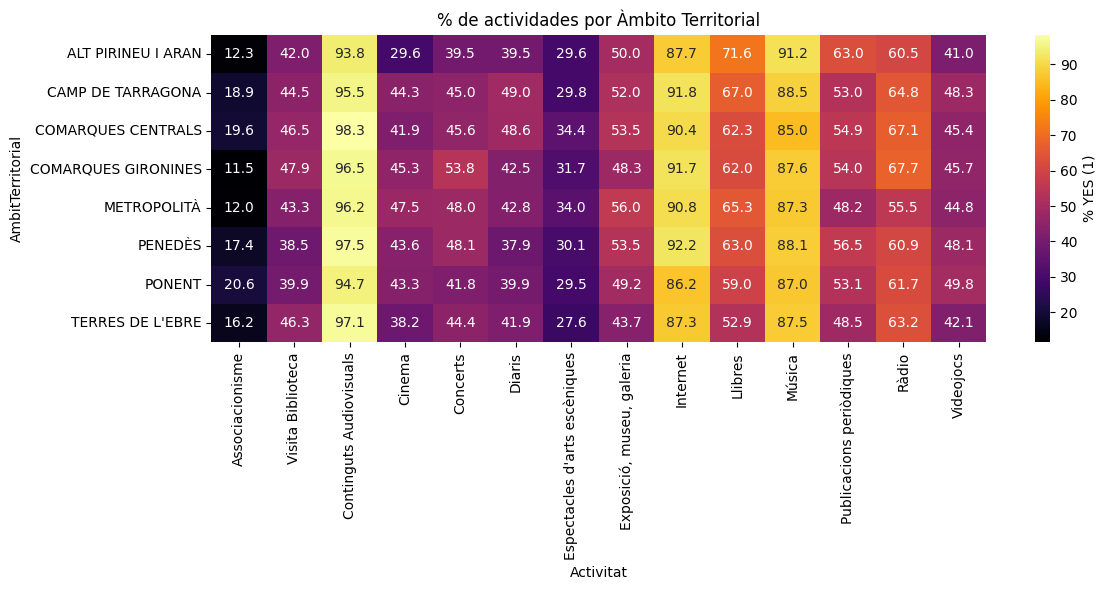 % de actividades por Àmbito Territorial
AmbitTerritorial
ALT PIRINEU I ARAN 12.3 42.0 93.8 29.6 39.5 39.5 29.6 50.0 87.7 71.6 91.2 63.0 60.5 41.0
CAMP DE TARRAGONA 18.9 44.5 95.5 44.3 45.0 49.0 29.8 52.0 91.8 67.0 88.5 53.0 64.8 48.3
COMARQUES CENTRALS 19.6 46.5 98.3 41.9 45.6 48.6 34.4 53.5 90.4 62.3 85.0 54.9 67.1 45.4
COMARQUES GIRONINES 11.5 47.9 96.5 45.3 53.8 42.5 31.7 48.3 91.7 62.0 87.6 54.0 67.7 45.7
METROPOLITÀ 12.0 43.3 96.2 47.5 48.0 42.8 34.0 56.0 90.8 65.3 87.3 48.2 55.5 44.8
PENEDÈS 17.4 38.5 97.5 43.6 48.1 37.9 30.1 53.5 92.2 63.0 88.1 56.5 60.9 48.1
PONENT 20.6 39.9 94.7 43.3 41.8 39.9 29.5 49.2 86.2 59.0 87.0 53.1 61.7 49.8
TERRES DE L'EBRE 16.2 46.3 97.1 38.2 44.4 41.9 27.6 43.7 87.3 52.9 87.5 48.5 63.2 42.1
Associacionisme
Visita Biblioteca
Continguts Audiovisuals
Cinema
Concerts
Diaris
Espectacles d'arts escèniques
Exposició, museu, galeria
Internet
Llibres
Música
Publicacions periòdiques
Ràdio
Videojocs
Activitat
90
80
70
60
50
40
30
20
% YES (1)